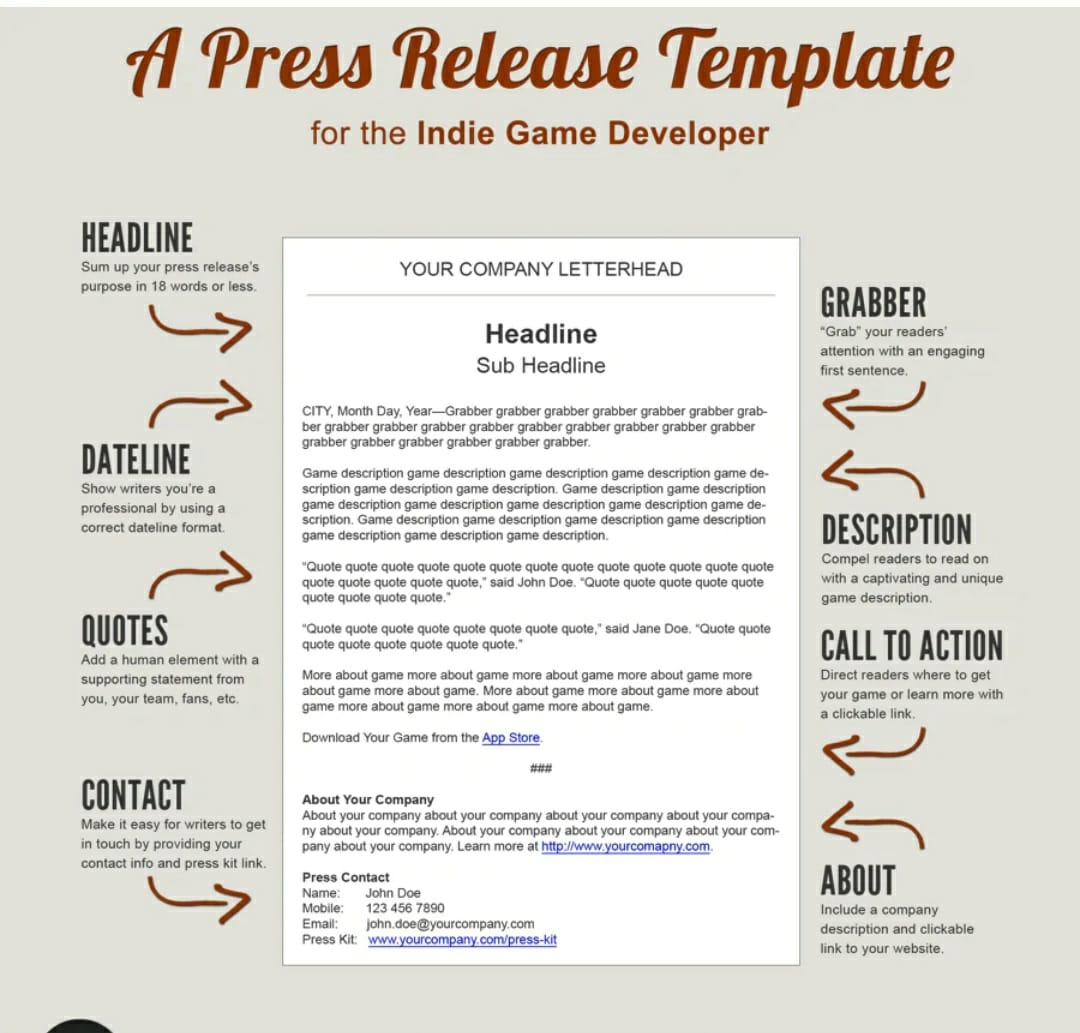 A Press Release Template
for the Indie Game Developer
HEADLINE
Sum up your press release's
purpose in 18 words or less.
DATELINE
Show writers you're a
professional by using a
correct dateline format.
QUOTES
Add a human element with a
supporting statement from
you, your team, fans, etc.
CONTACT
Make it easy for writers to get
in touch by providing your
contact info and press kit link.
YOUR COMPANY LETTERHEAD
Headline
Sub Headline
CITY, Month Day, Year—Grabber grabber grabber grabber grabber grabber grab-
ber grabber grabber grabber grabber grabber grabber grabber grabber grabber
grabber grabber grabber grabber grabber grabber.
Game description game description game description game description game de-
scription game description game description. Game description game description
game description game description game description game description game de-
scription. Game description game description game description game description
game description game description game description.
“Quote quote quote quote quote quote quote quote quote quote quote quote quote
quote quote quote quote quote,” said John Doe. “Quote quote quote quote quote
quote quote quote quote.”
“Quote quote quote quote quote quote quote quote,” said Jane Doe. “Quote quote
quote quote quote quote quote quote.”
More about game more about game more about game more about game more
about game more about game. More about game more about game more about
game more about game more about game more about game.
Download Your Game from the App Store.
###
About Your Company
About your company about your company about your company about your compa-
ny about your company. About your company about your company about your com-
pany about your company. Learn more at http://www.yourcomapny.com.
Press Contact
Name: John Doe
Mobile: 123 456 7890
Email: john.doe@yourcompany.com
Press Kit: www.yourcompany.com/press-kit
GRABBER
“Grab” your readers'
attention with an engaging
first sentence.
DESCRIPTION
Compel readers to read on
with a captivating and unique
game description.
CALL TO ACTION
Direct readers where to get
your game or learn more with
a clickable link.
ABOUT
Include a company
description and clickable
link to your website.